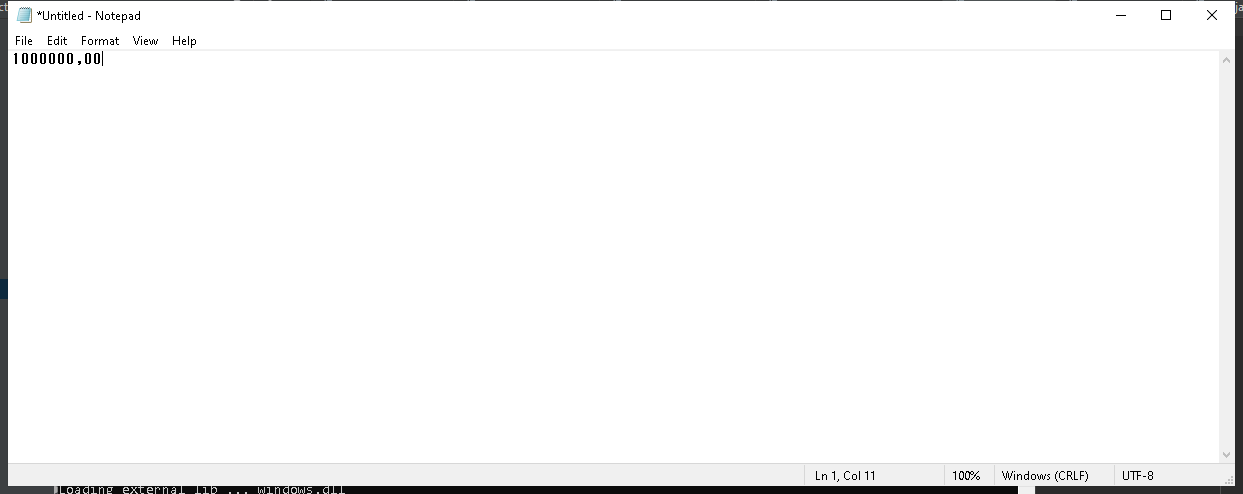 *Untitled - Notepad
File Edit Format View Help
1000000,00
Ln 1, Col 11 100% Windows (CRLF) UTF-8
Loading external lib ... windows.dll